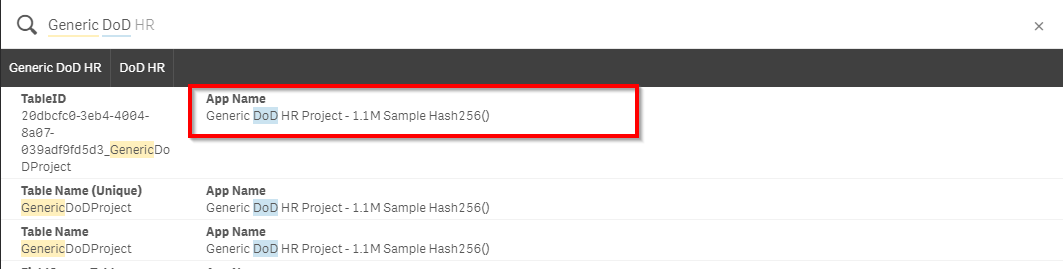 Generic DoD HR
Generic DoD HR DoD HR
TableID App Name
20dbcfc0-3eb4-4004- Generic DoD HR Project - 1.1M Sample Hash256()
8a07-
039adf9fd5d3_GenericDo
DProject
Table Name (Unique) App Name
GenericDoDProject Generic DoD HR Project - 1.1M Sample Hash256()
Table Name App Name
GenericDoDProject Generic DoD HR Project - 1.1M Sample Hash256()